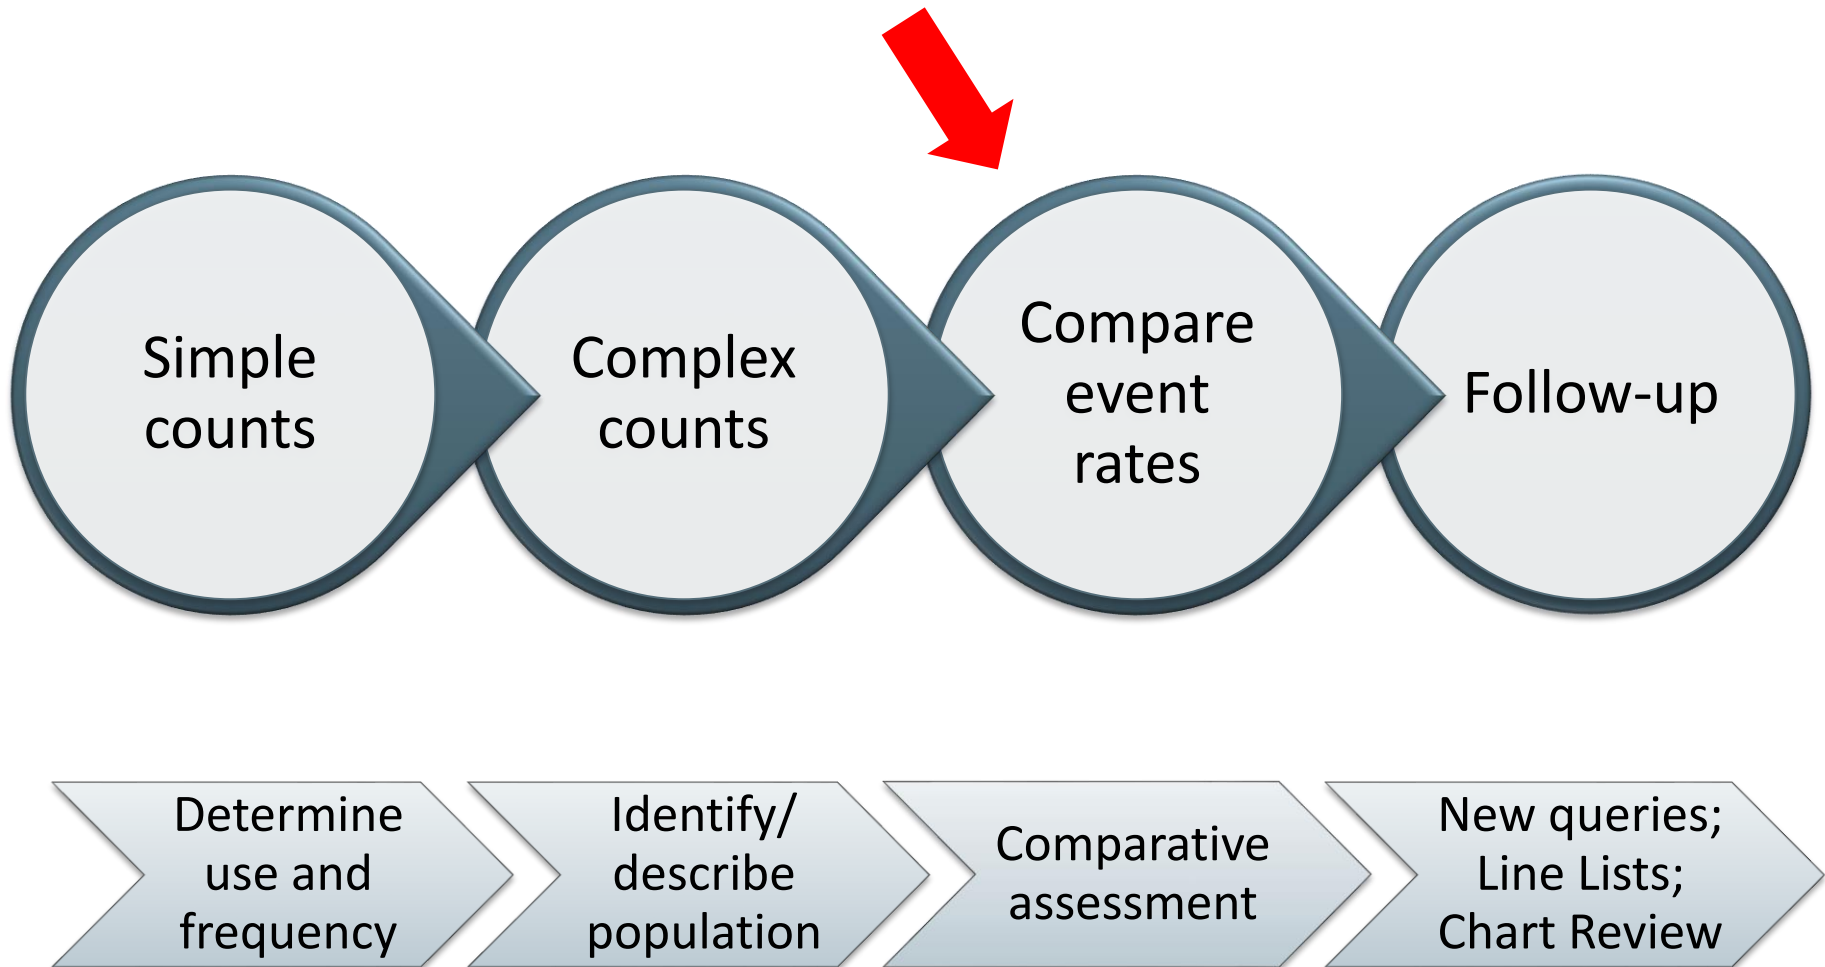 Simple
counts
Complex
counts
Compare
event
rates
Follow-up
Determine
use and
frequency
Identify/
describe
population
Comparative
assessment
New queries;
Line Lists;
Chart Review